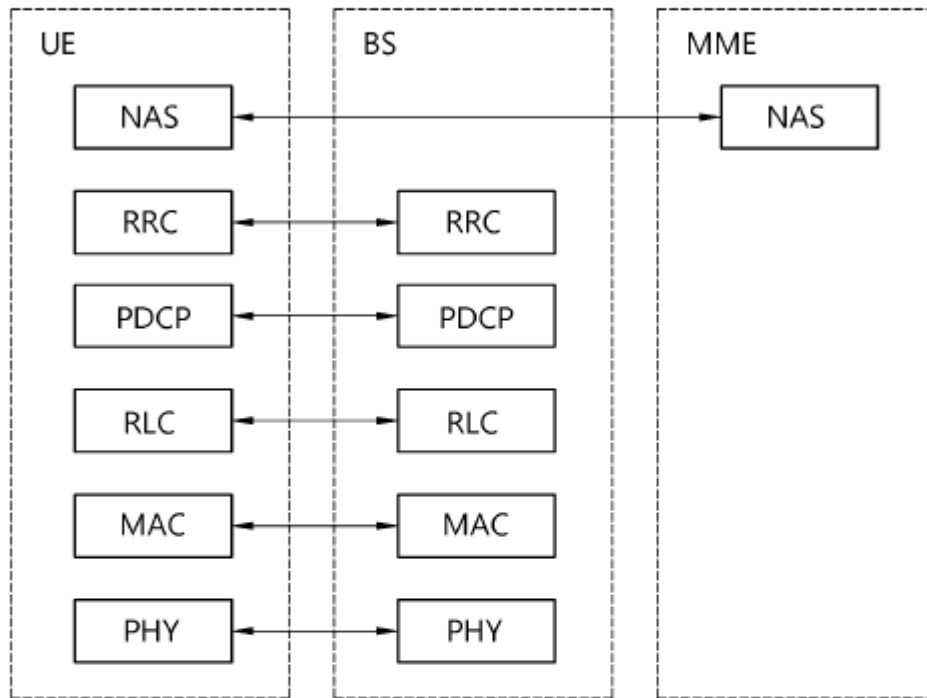 UE BS MME
NAS NAS
RRC RRC
PDCP PDCP
RLC RLC
MAC MAC
PHY PHY